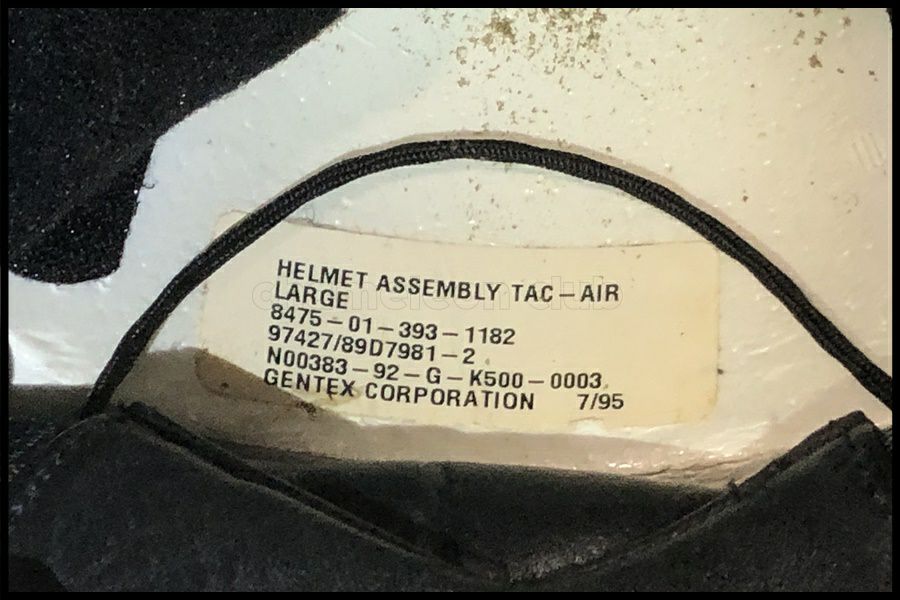 HELMET ASSEMBLY TAC-AIR
LARGE
8475-01-393-1182
97427/89D7981-2
N00383-92-G-K500-0003
GENTEX CORPORATION 7/95